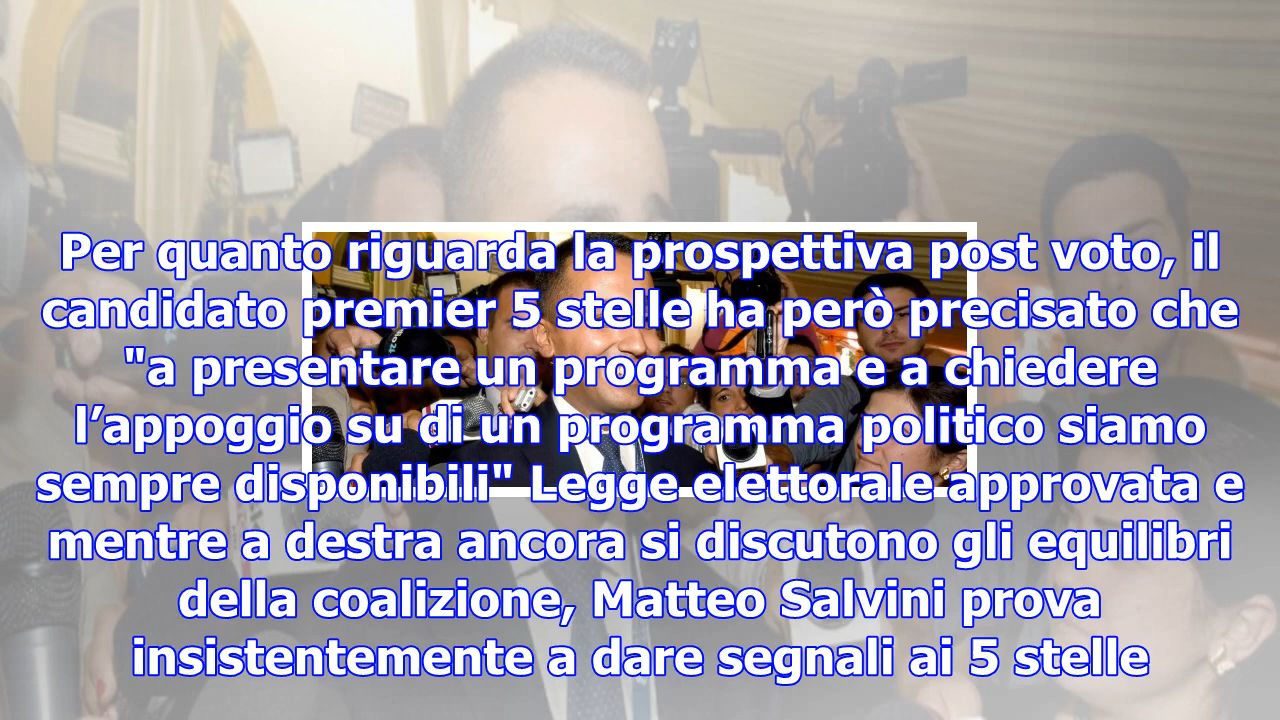 Per quanto riguarda la prospettiva post voto, il
candidato premier 5 stelle ha però precisato che
"a presentare un programma e a chiedere
l’appoggio su di un programma politico siamo
sempre disponibili" Legge elettorale approvata e
mentre a destra ancora si discutono gli equilibri
della coalizione, Matteo Salvini prova
insistentemente a dare segnali ai 5 stelle